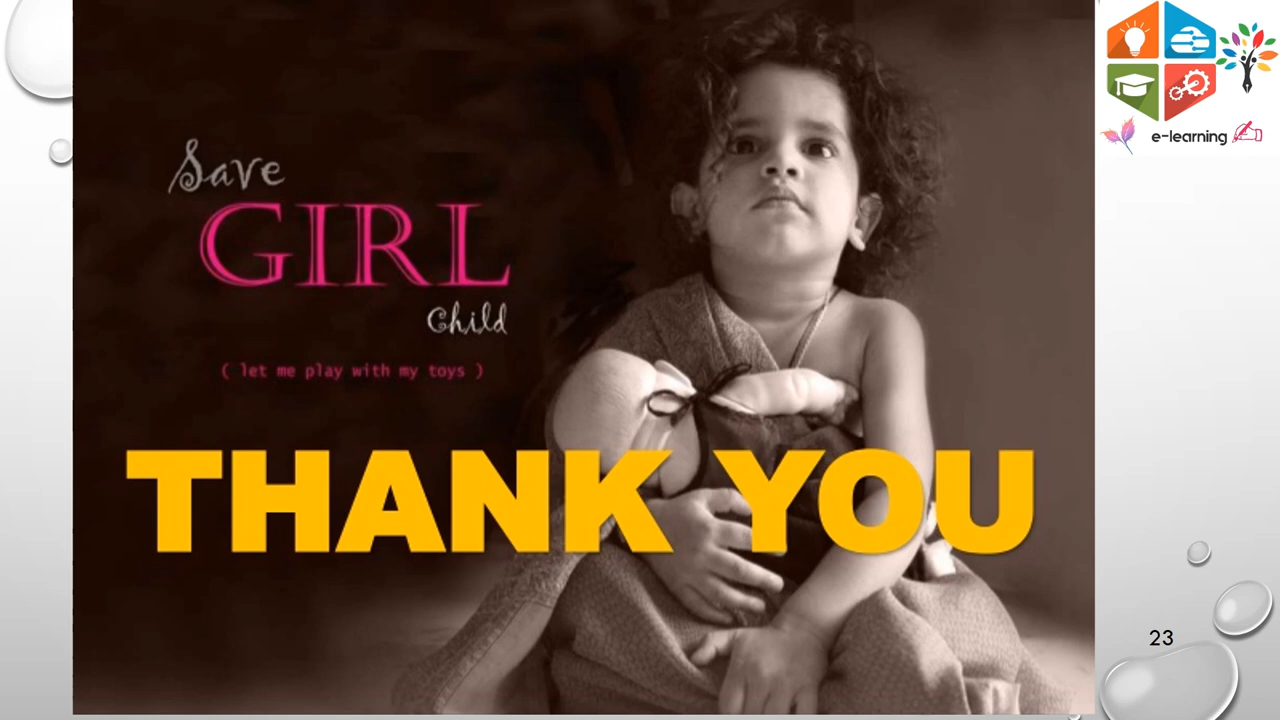 Save
GIRL
Child
( let me play with my toys )
THANK YOU
e-learning
23